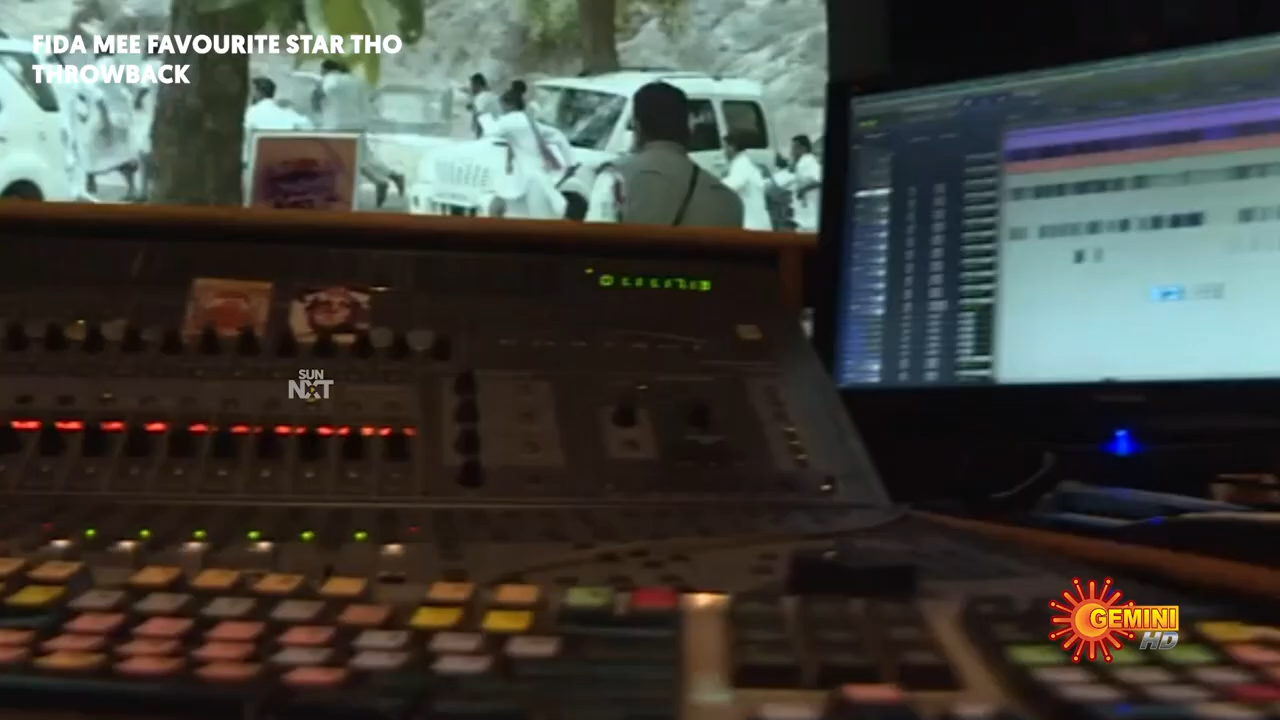 FIDA MEE FAVOURITE STAR THO
THROWBACK
SUN
NXT
GEMINI
HD